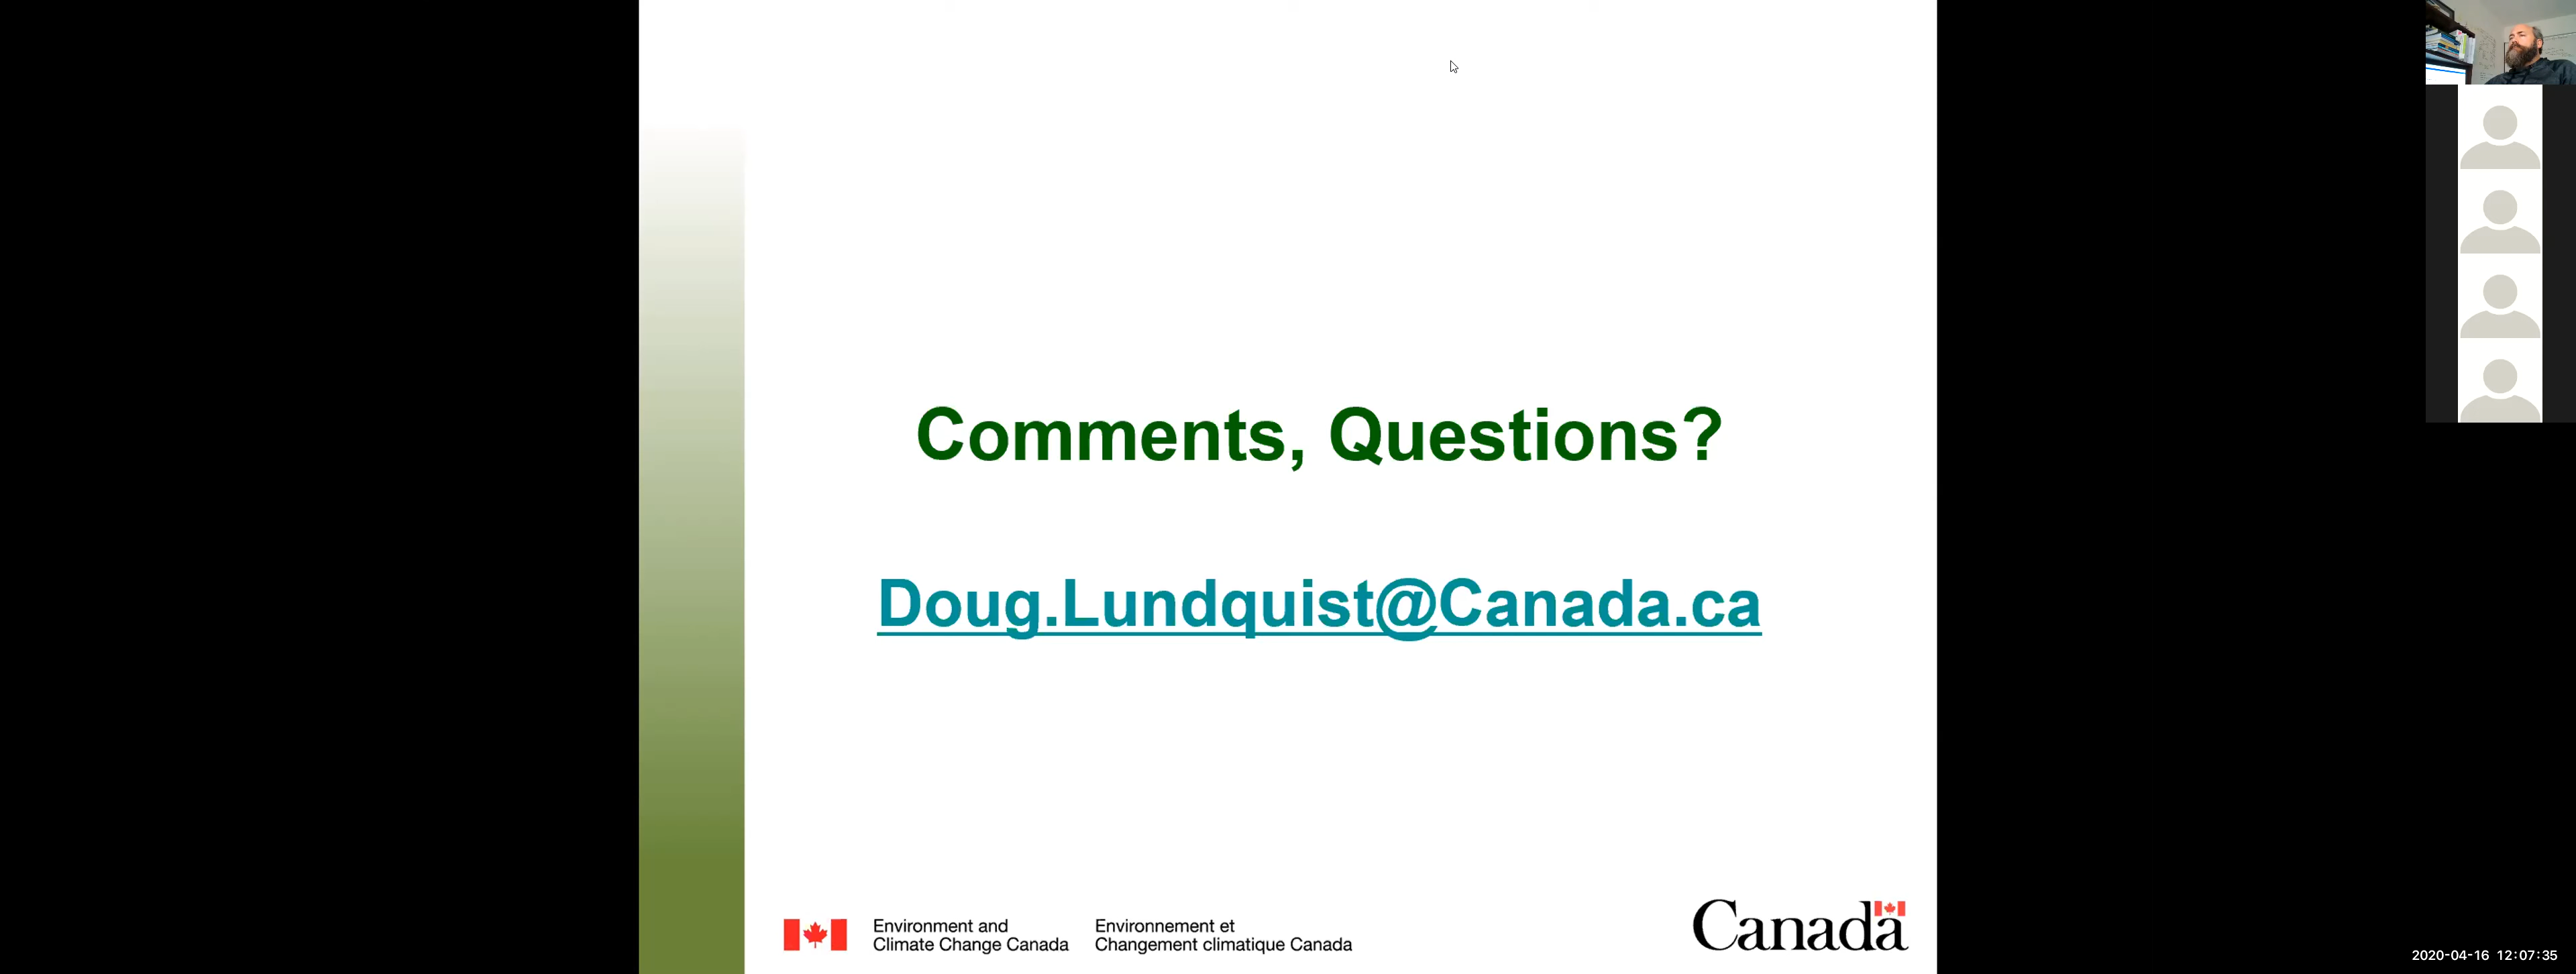 Comments, Questions?
Doug.Lundquist@Canada.ca
Environment and
Climate Change Canada
Environnement et
Changement climatique Canada
Canada
2020-04-16 12:07:35